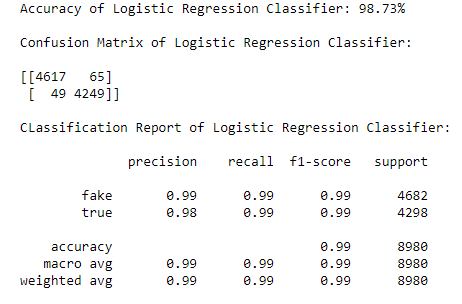 Accuracy of Logistic Regression Classifier: 98.73%
Confusion Matrix of Logistic Regression Classifier:
[[4617   65]
 [  49 4249]]
CLassification Report of Logistic Regression Classifier:
              precision    recall  f1-score   support
        fake       0.99      0.99      0.99      4682
        true       0.98      0.99      0.99      4298
    accuracy                           0.99      8980
   macro avg       0.99      0.99      0.99      8980
weighted avg       0.99      0.99      0.99      8980